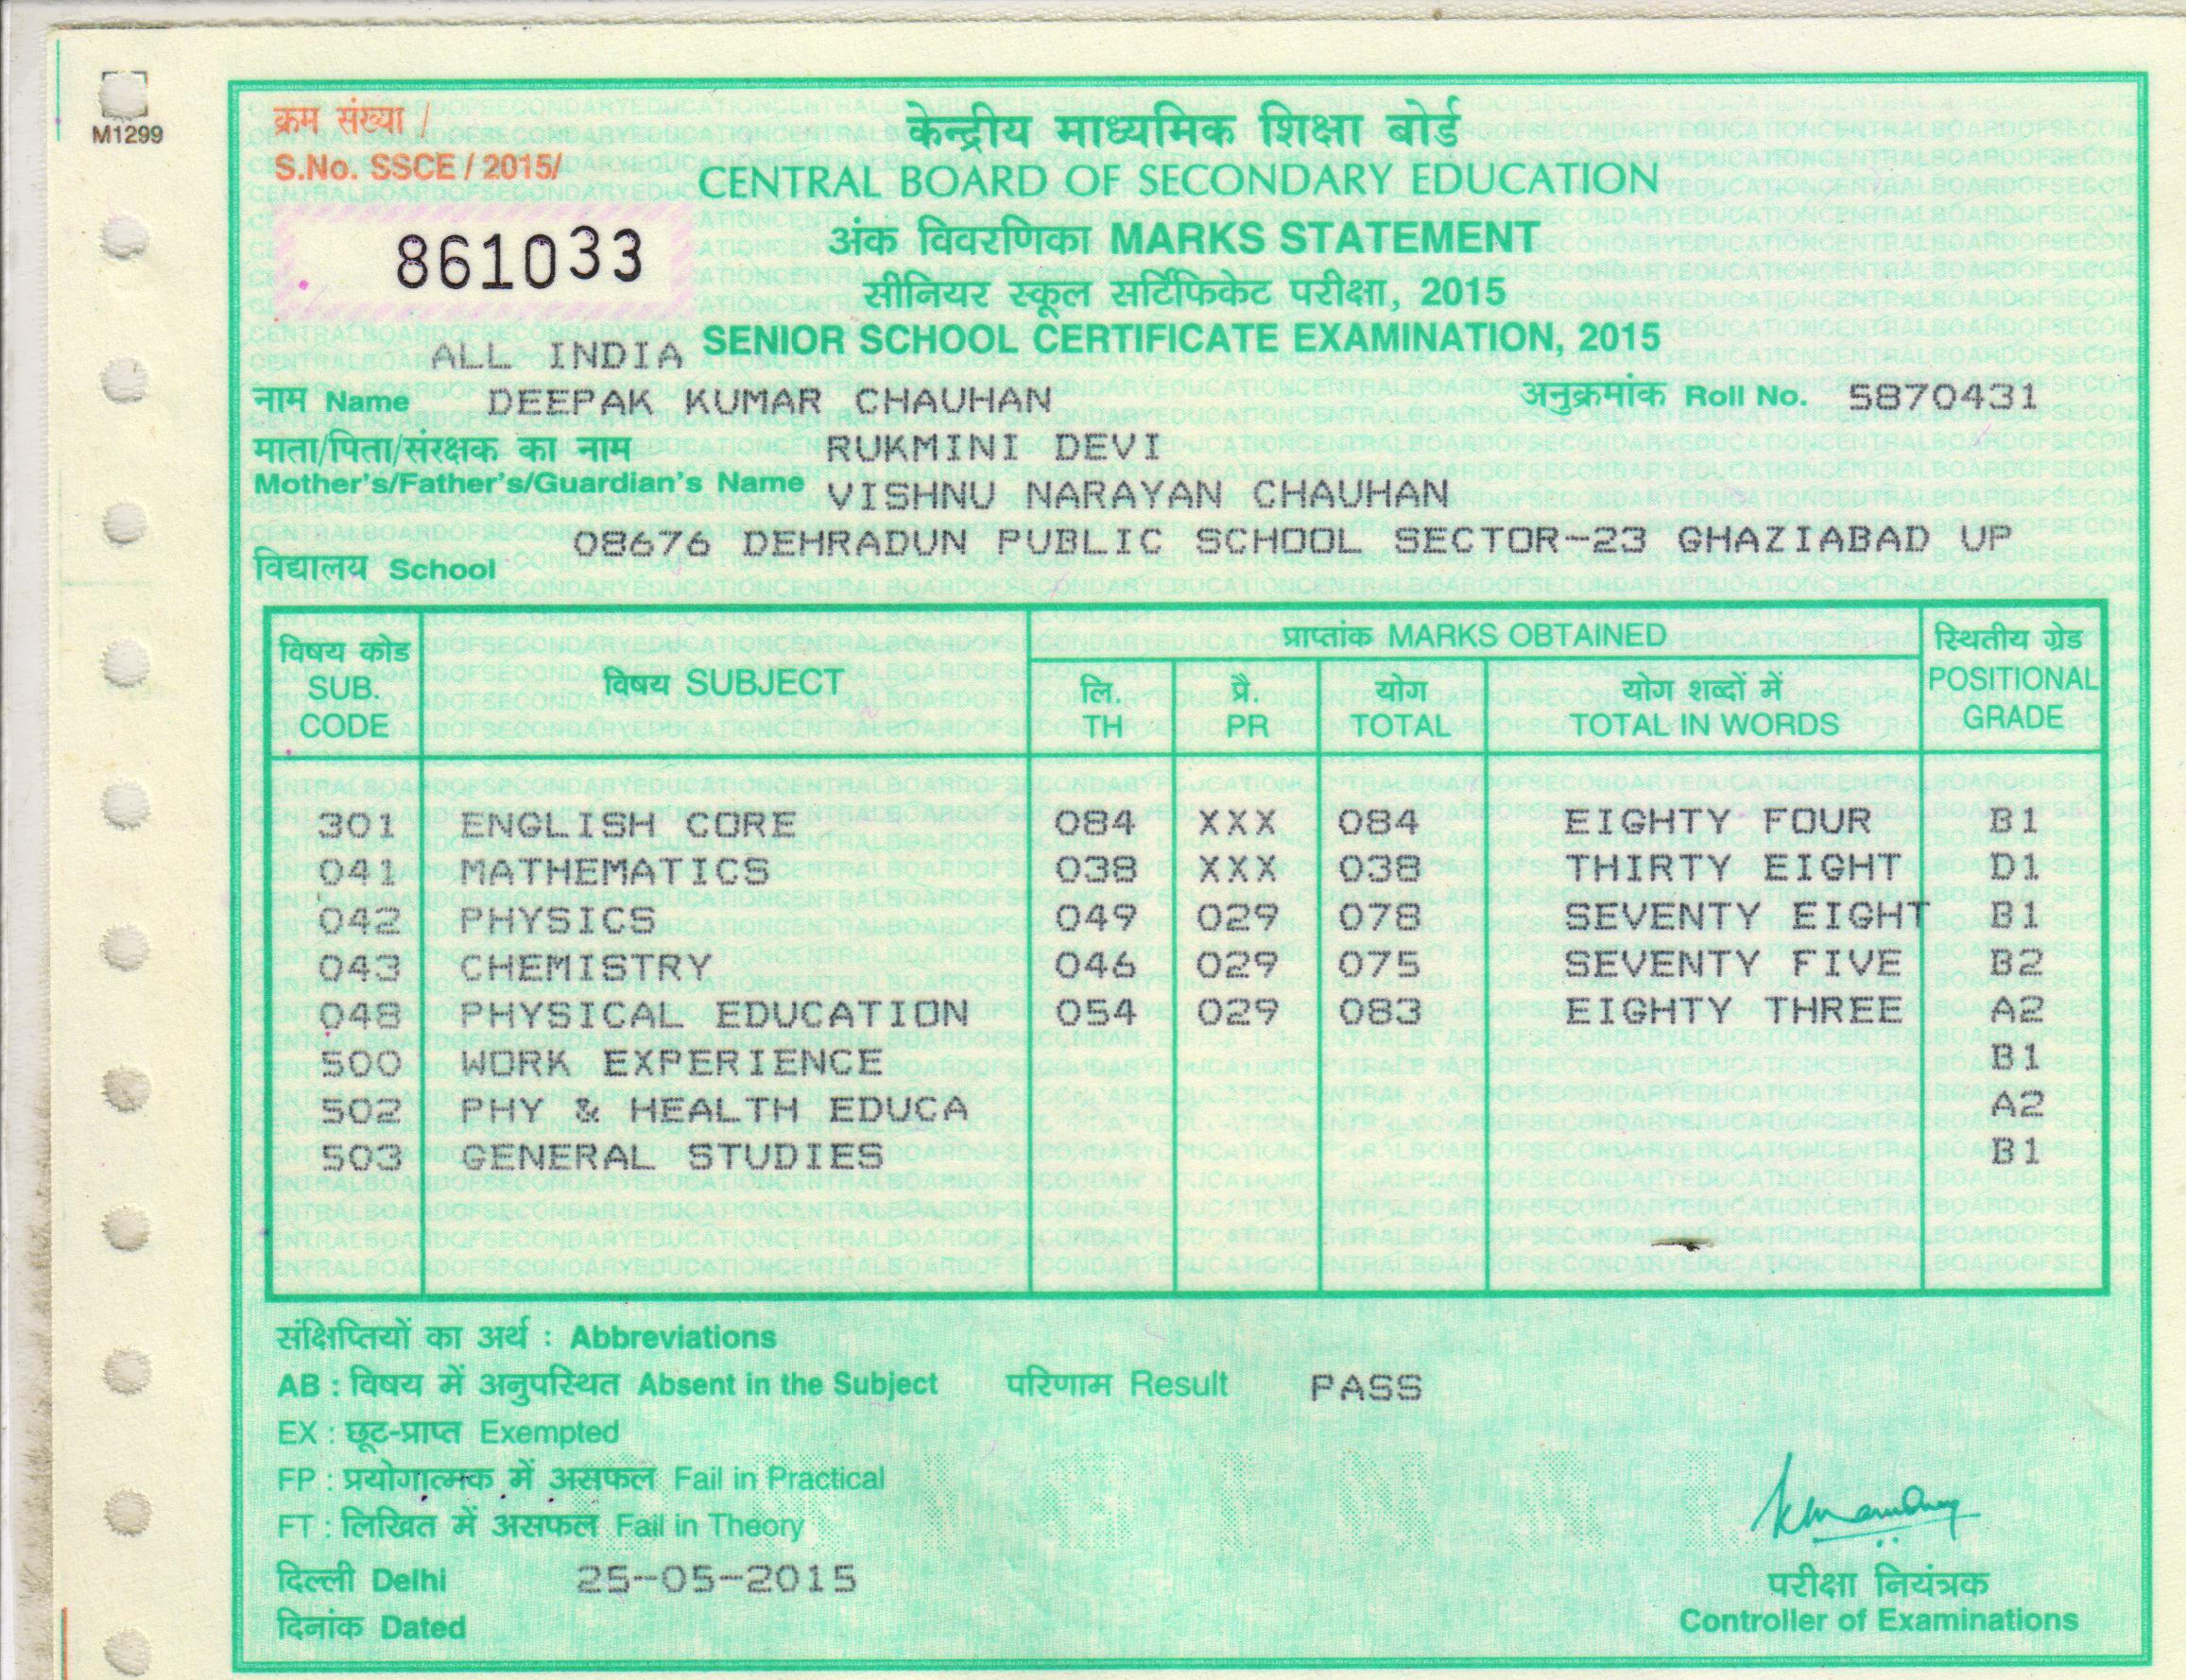 M1299
क्रम संख्या /
S.No. SSCE / 2015/
861033
केन्द्रीय माध्यमिक शिक्षा बोर्ड
CENTRAL BOARD OF SECONDARY EDUCATION
अंक विवरणिका MARKS STATEMENT
सीनियर स्कूल सर्टिफिकेट परीक्षा, 2015
ALL INDIA SENIOR SCHOOL CERTIFICATE EXAMINATION, 2015
नाम Name DEEPAK KUMAR CHAUHAN अनुक्रमांक Roll No. 5870431
माता/पिता/संरक्षक का नाम RUKMINI DEVI
Mother's/Father's/Guardian's Name VISHNU NARAYAN CHAUHAN
विद्यालय School 08676 DEHRADUN PUBLIC SCHOOL SECTOR-23 GHAZIABAD UP
विषय कोड SUB. CODE
विषय SUBJECT
प्राप्तांक MARKS OBTAINED
लि. TH
प्रै. PR
योग TOTAL
योग शब्दों में TOTAL IN WORDS
स्थितीय ग्रेड POSITIONAL GRADE
301 ENGLISH CORE 084 XXX 084 EIGHTY FOUR B1
041 MATHEMATICS 038 XXX 038 THIRTY EIGHT D1
042 PHYSICS 049 029 078 SEVENTY EIGHT B1
043 CHEMISTRY 046 029 075 SEVENTY FIVE B2
048 PHYSICAL EDUCATION 054 029 083 EIGHTY THREE A2
500 WORK EXPERIENCE B1
502 PHY & HEALTH EDUCA A2
503 GENERAL STUDIES B1
संक्षिप्तियों का अर्थ : Abbreviations
AB : विषय में अनुपस्थित Absent in the Subject परिणाम Result PASS
EX : छूट-प्राप्त Exempted
FP : प्रयोगात्मक में असफल Fail in Practical
FT : लिखित में असफल Fail in Theory
दिल्ली Delhi 25-05-2015
दिनांक Dated
परीक्षा नियंत्रक
Controller of Examinations